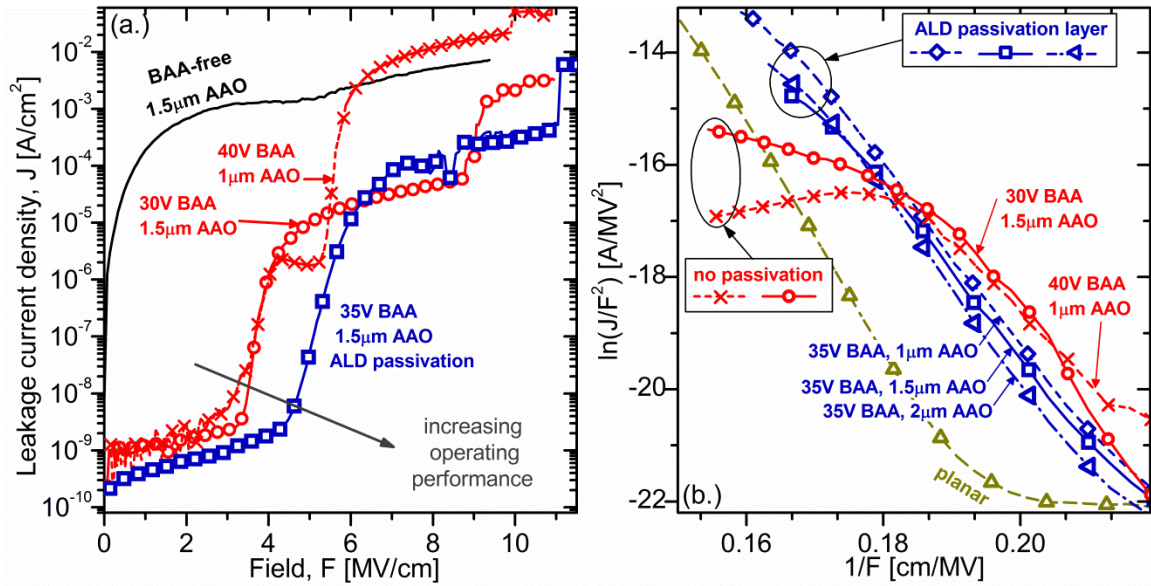 (a.)
BAA-free
1.5μm AAO
40V BAA
1μm AAO
30V BAA
1.5μm AAO
35V BAA
1.5μm AAO
ALD passivation
increasing
operating
performance
Leakage current density, J [A/cm²]
10⁻²
10⁻³
10⁻⁴
10⁻⁵
10⁻⁶
10⁻⁷
10⁻⁸
10⁻⁹
10⁻¹⁰
0 2 4 6 8 10
Field, F [MV/cm]
ALD passivation layer
30V BAA
1.5μm AAO
no passivation
40V BAA
1μm AAO
35V BAA, 1μm AAO
35V BAA, 1.5μm AAO
35V BAA, 2μm AAO
planar
(b.)
ln(J/F²) [A/MV²]
-14
-16
-18
-20
-22
0.16 0.18 0.20
1/F [cm/MV]